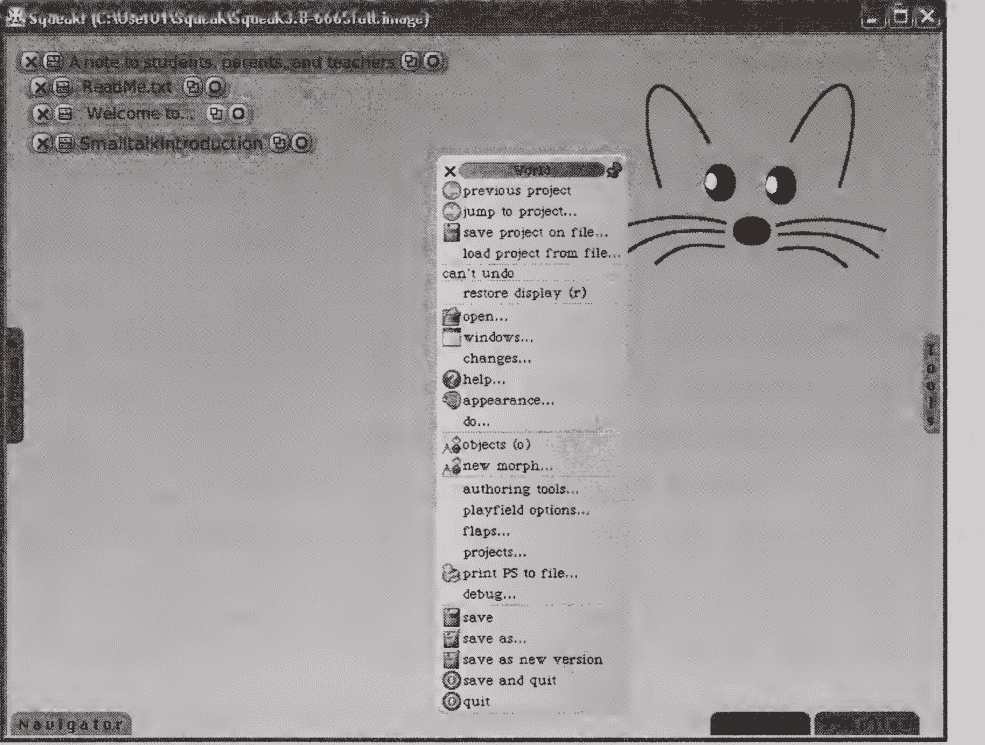 Squeak! (C:\User01\Squeak\Squeak3.8-6665full.image)
A note to students, parents, and teachers
ReadMe.txt
Welcome to...
SmalltalkIntroduction
World
previous project
jump to project...
save project on file...
load project from file...
can't undo
restore display (r)
open...
windows...
changes...
help...
appearance...
do...
objects (o)
new morph...
authoring tools...
playfield options...
flaps...
projects...
print PS to file...
debug...
save
save as...
save as new version
save and quit
quit
Tools
Navigator